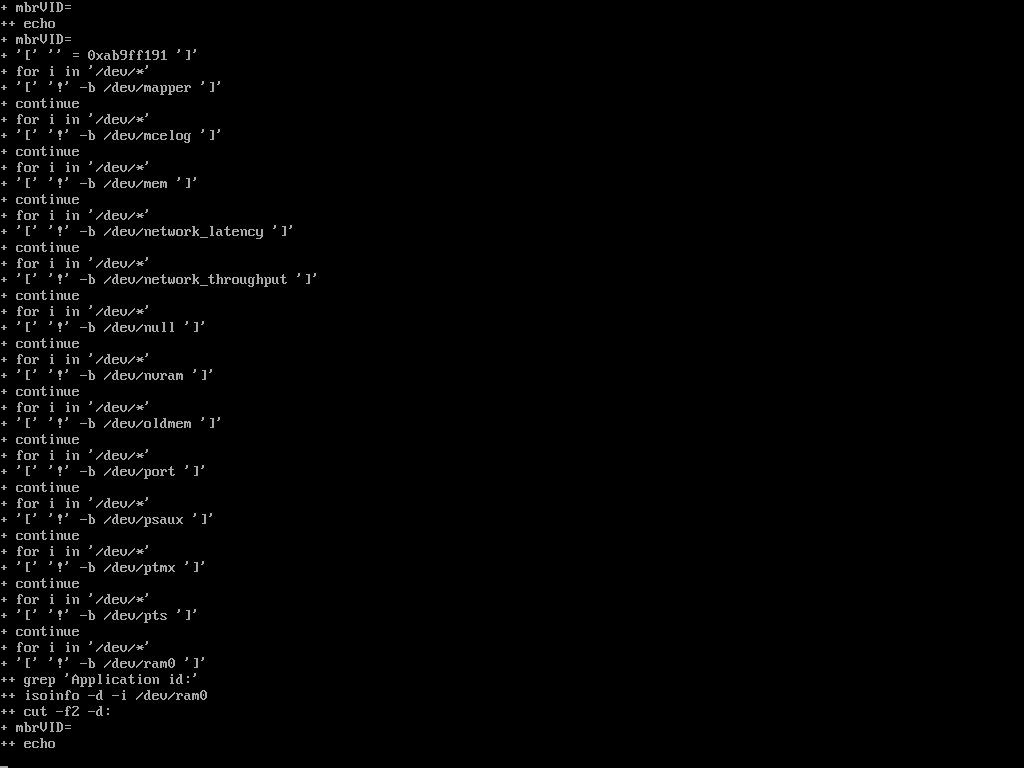 + mbrVID=
++ echo
+ mbrVID=
+ '[' '' = 0xab9ff191 ']'
+ for i in '/dev/*'
+ '[' '!' -b /dev/mapper ']'
+ continue
+ for i in '/dev/*'
+ '[' '!' -b /dev/mcelog ']'
+ continue
+ for i in '/dev/*'
+ '[' '!' -b /dev/mem ']'
+ continue
+ for i in '/dev/*'
+ '[' '!' -b /dev/network_latency ']'
+ continue
+ for i in '/dev/*'
+ '[' '!' -b /dev/network_throughput ']'
+ continue
+ for i in '/dev/*'
+ '[' '!' -b /dev/null ']'
+ continue
+ for i in '/dev/*'
+ '[' '!' -b /dev/nvram ']'
+ continue
+ for i in '/dev/*'
+ '[' '!' -b /dev/oldmem ']'
+ continue
+ for i in '/dev/*'
+ '[' '!' -b /dev/port ']'
+ continue
+ for i in '/dev/*'
+ '[' '!' -b /dev/psaux ']'
+ continue
+ for i in '/dev/*'
+ '[' '!' -b /dev/ptmx ']'
+ continue
+ for i in '/dev/*'
+ '[' '!' -b /dev/pts ']'
+ continue
+ for i in '/dev/*'
+ '[' '!' -b /dev/ram0 ']'
++ grep 'Application id:'
++ isoinfo -d -i /dev/ram0
++ cut -f2 -d:
+ mbrVID=
++ echo